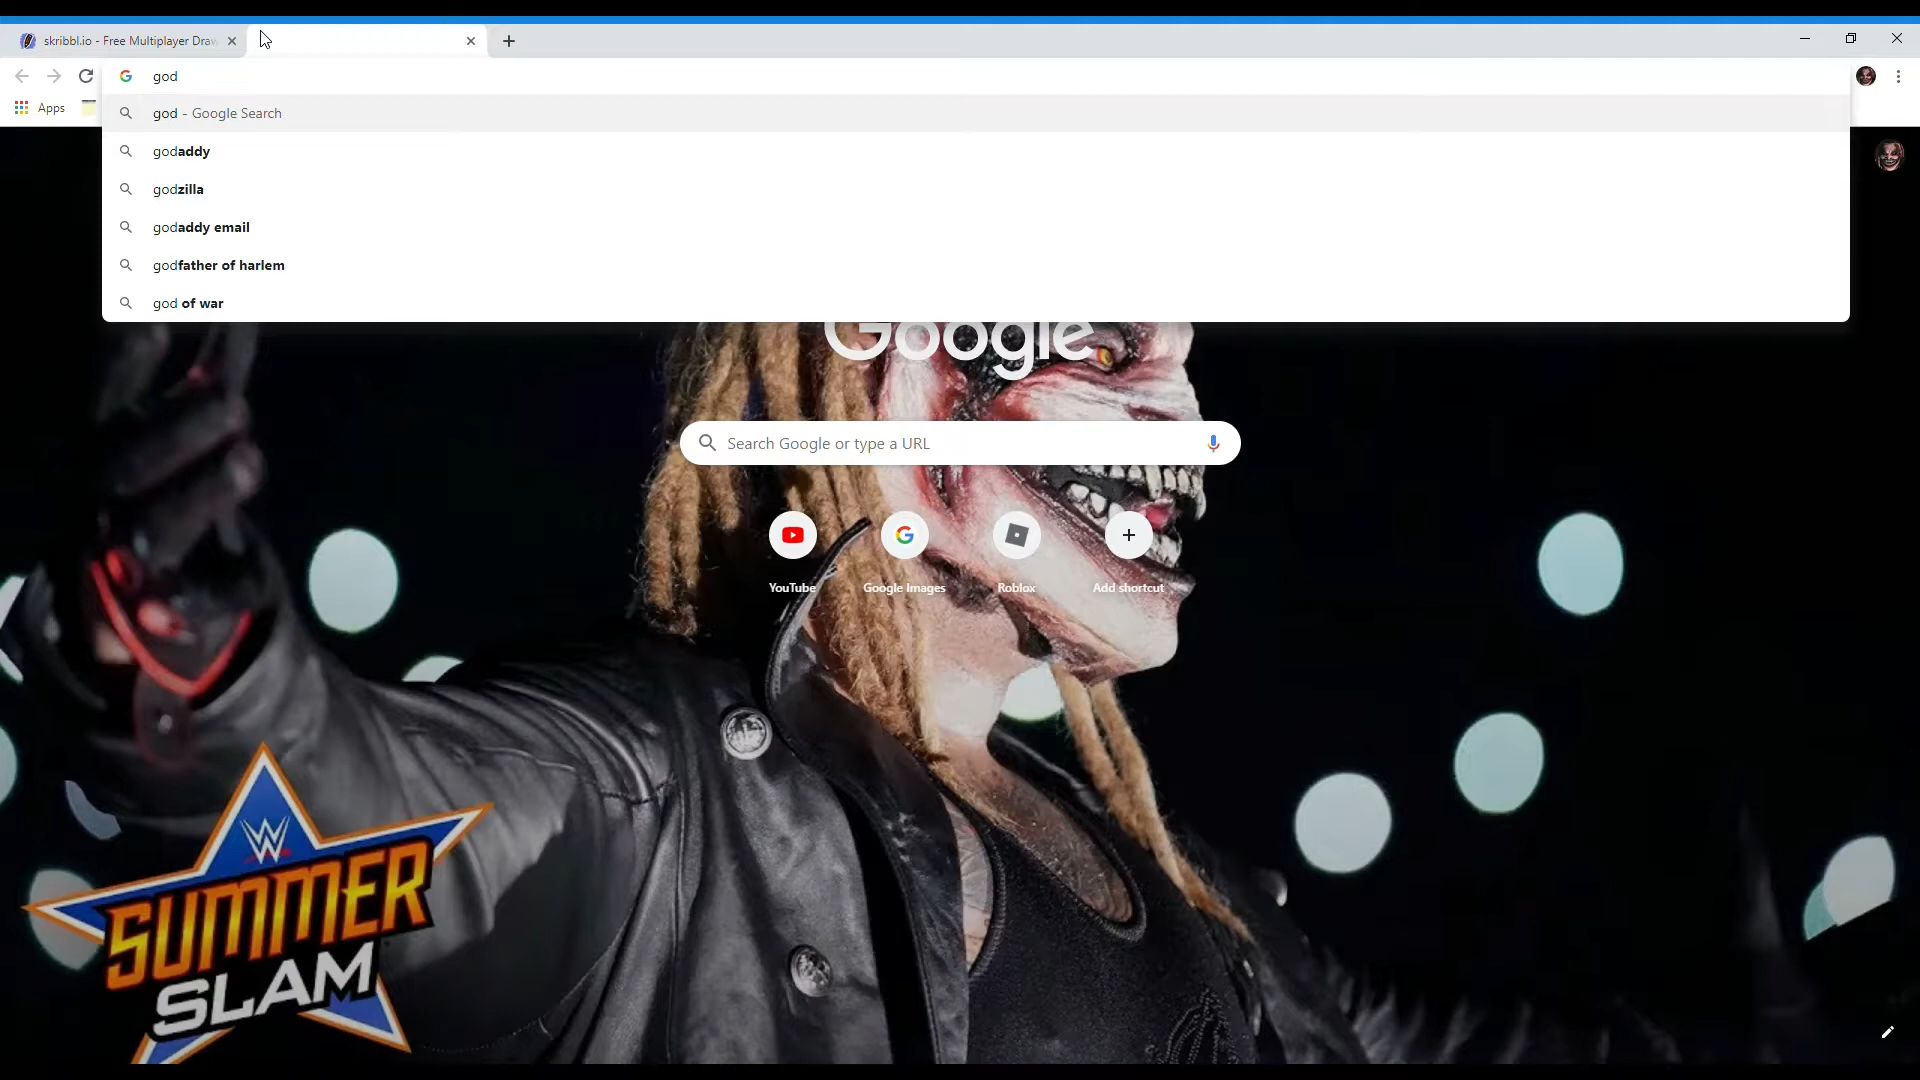 skribbl.io - Free Multiplayer Draw
god
Apps
god - Google Search
godaddy
godzilla
godaddy email
godfather of harlem
god of war
Google
Search Google or type a URL
YouTube
Google Images
Roblox
Add shortcut
W
SUMMER
SLAM